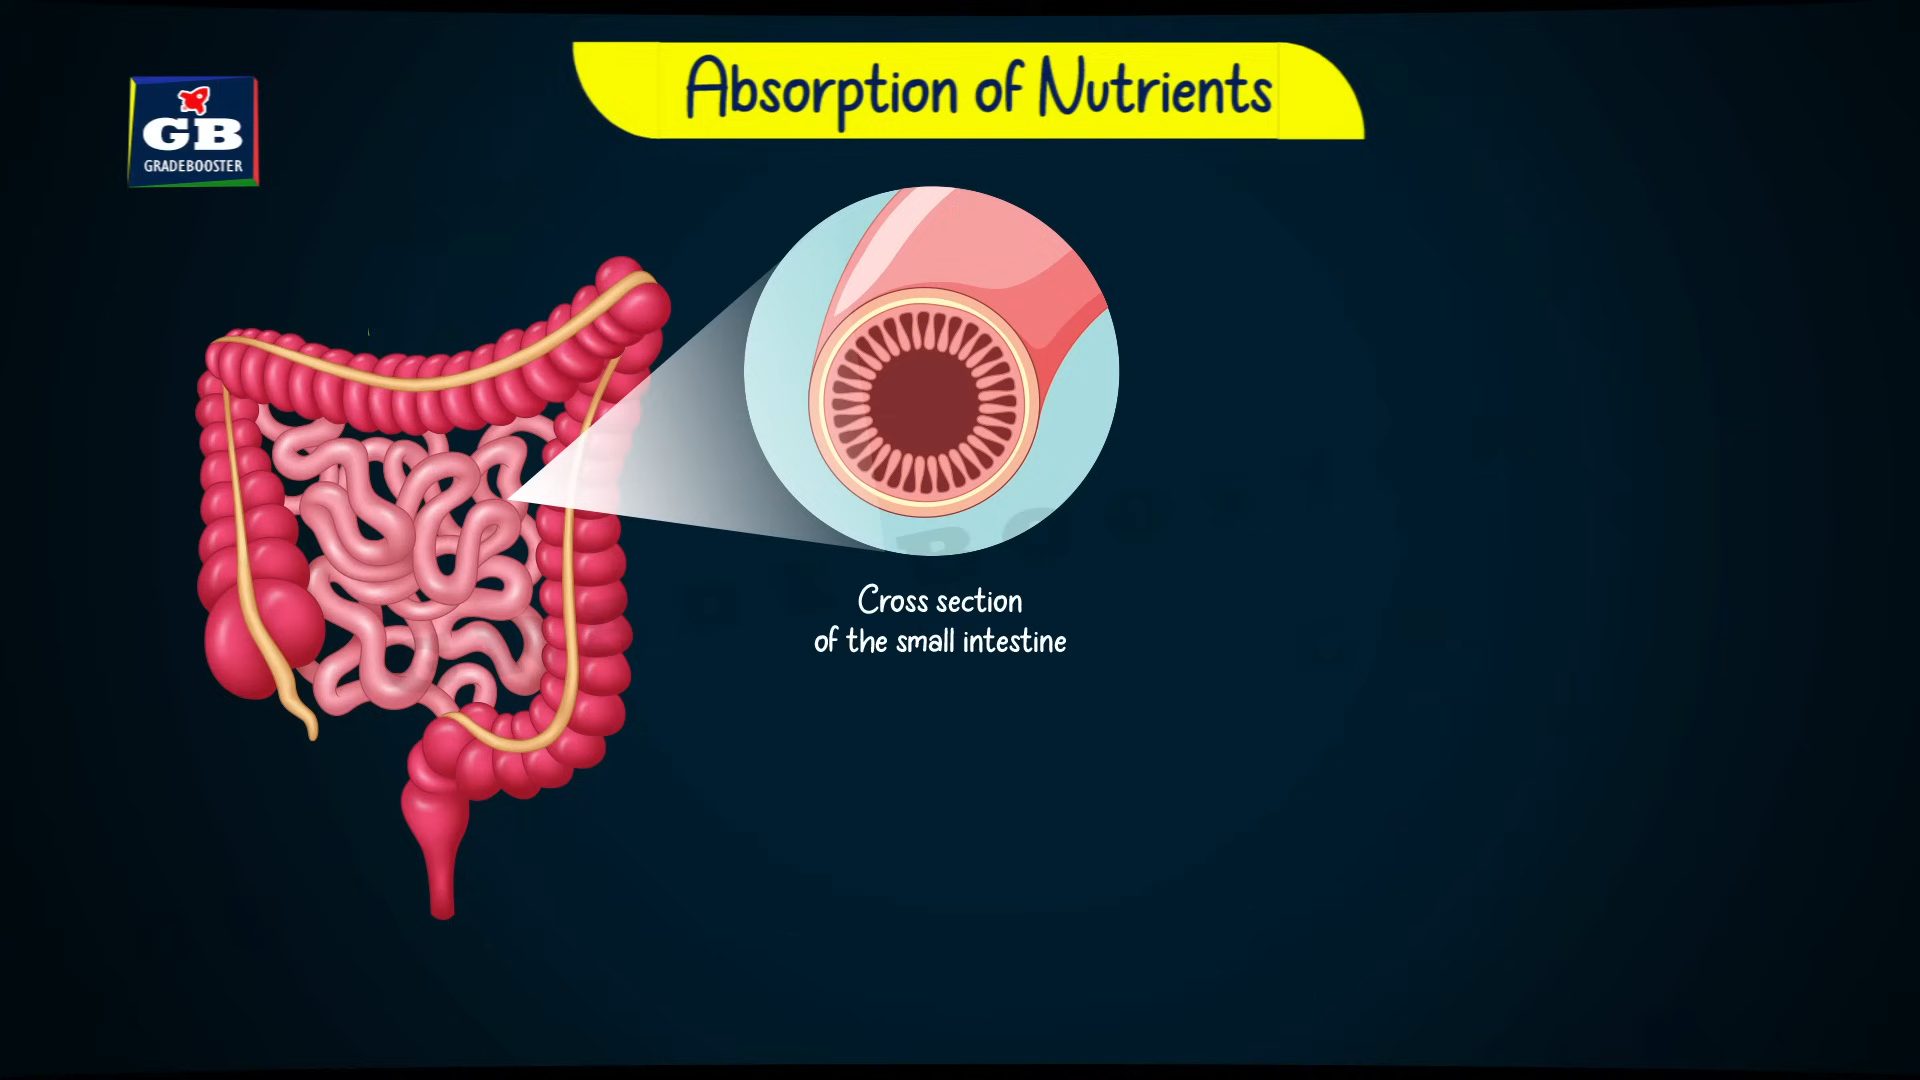 Absorption of Nutrients
GB
GRADEBOOSTER
Cross section
of the small intestine